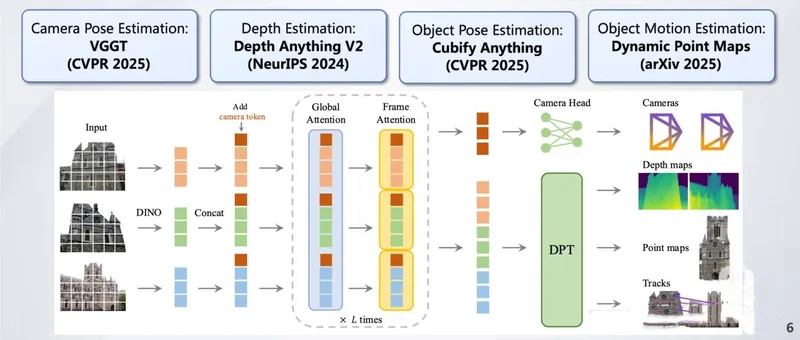 Camera Pose Estimation:
VGGT
(CVPR 2025)
Depth Estimation:
Depth Anything V2
(NeurIPS 2024)
Object Pose Estimation:
Cubify Anything
(CVPR 2025)
Object Motion Estimation:
Dynamic Point Maps
(arXiv 2025)
Input
Add
camera token
Global
Attention
Frame
Attention
Camera Head
Cameras
Depth maps
DINO
Concat
DPT
Point maps
Tracks
× L times
6